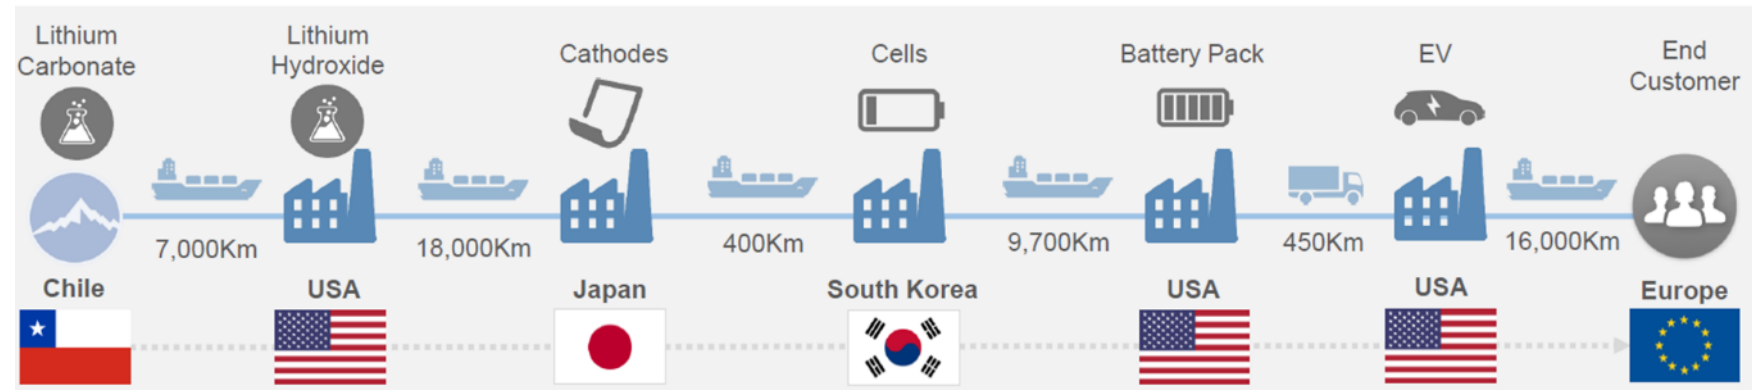 Lithium
Carbonate
Lithium
Hydroxide
Cathodes
Cells
Battery Pack
EV
End
Customer
7,000Km
18,000Km
400Km
9,700Km
450Km
16,000Km
Chile
USA
Japan
South Korea
USA
USA
Europe